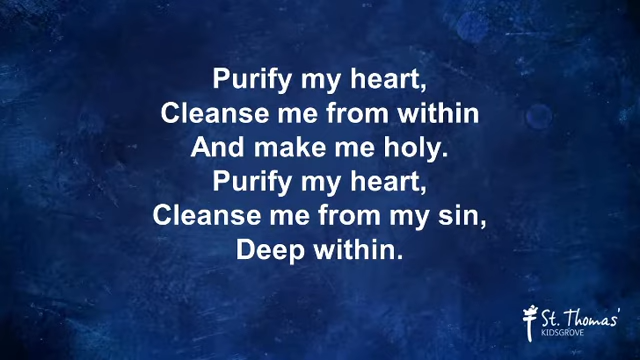 Purify my heart,
Cleanse me from within
And make me holy.
Purify my heart,
Cleanse me from my sin,
Deep within.
St. Thomas'
KIDSGROVE